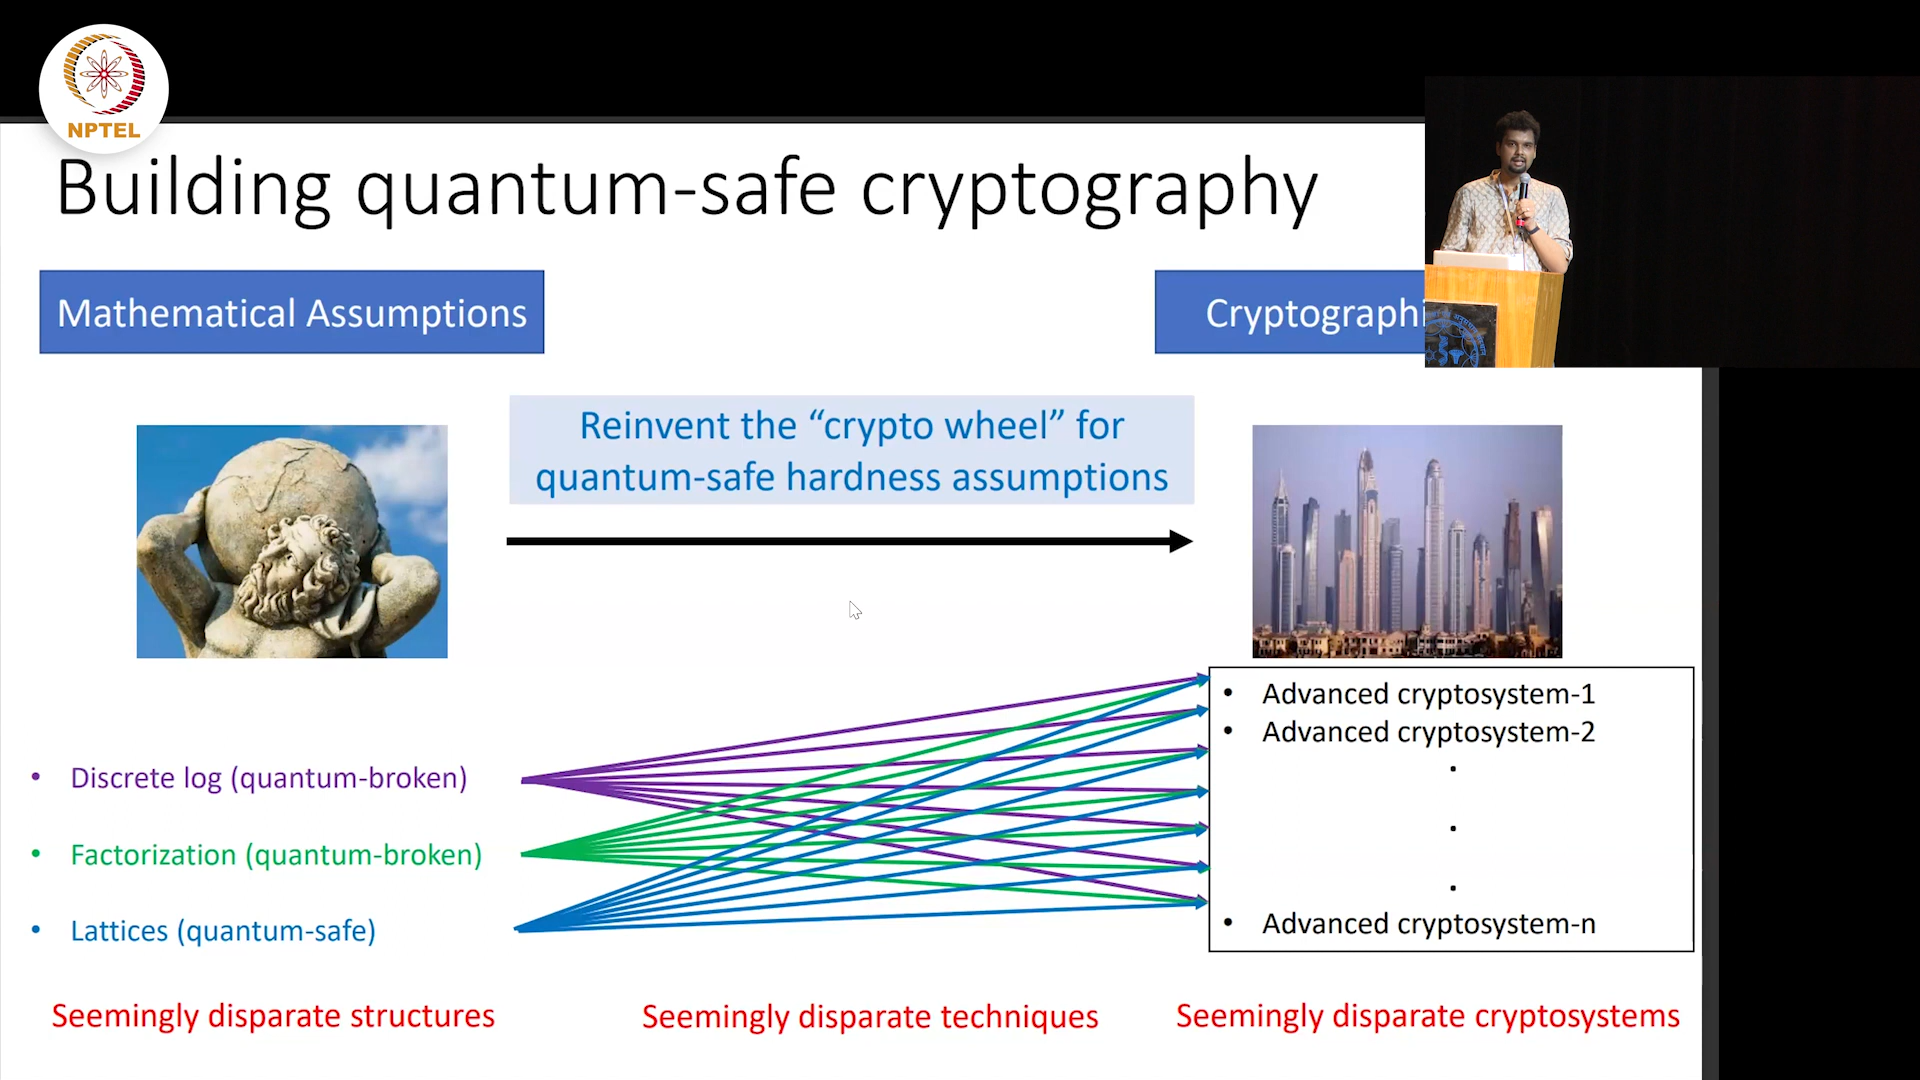 NPTEL
Building quantum-safe cryptography
Mathematical Assumptions
Cryptographi
Reinvent the “crypto wheel” for
quantum-safe hardness assumptions
• Discrete log (quantum-broken)
• Factorization (quantum-broken)
• Lattices (quantum-safe)
• Advanced cryptosystem-1
• Advanced cryptosystem-2
.
.
.
• Advanced cryptosystem-n
Seemingly disparate structures
Seemingly disparate techniques
Seemingly disparate cryptosystems